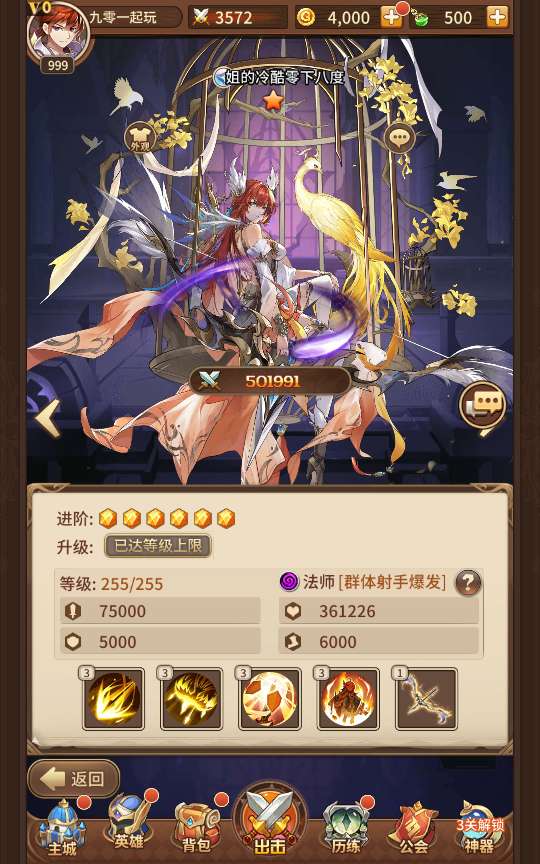 V0 九零一起玩 3572 4,000 500
999
姐的冷酷零下八度
外观
501991
进阶:
升级: 已达等级上限
等级: 255/255 法师 [群体射手爆发] ?
75000 361226
5000 6000
3 3 3 3 1
返回
3关解锁
主城 英雄 背包 出击 历练 公会 神器